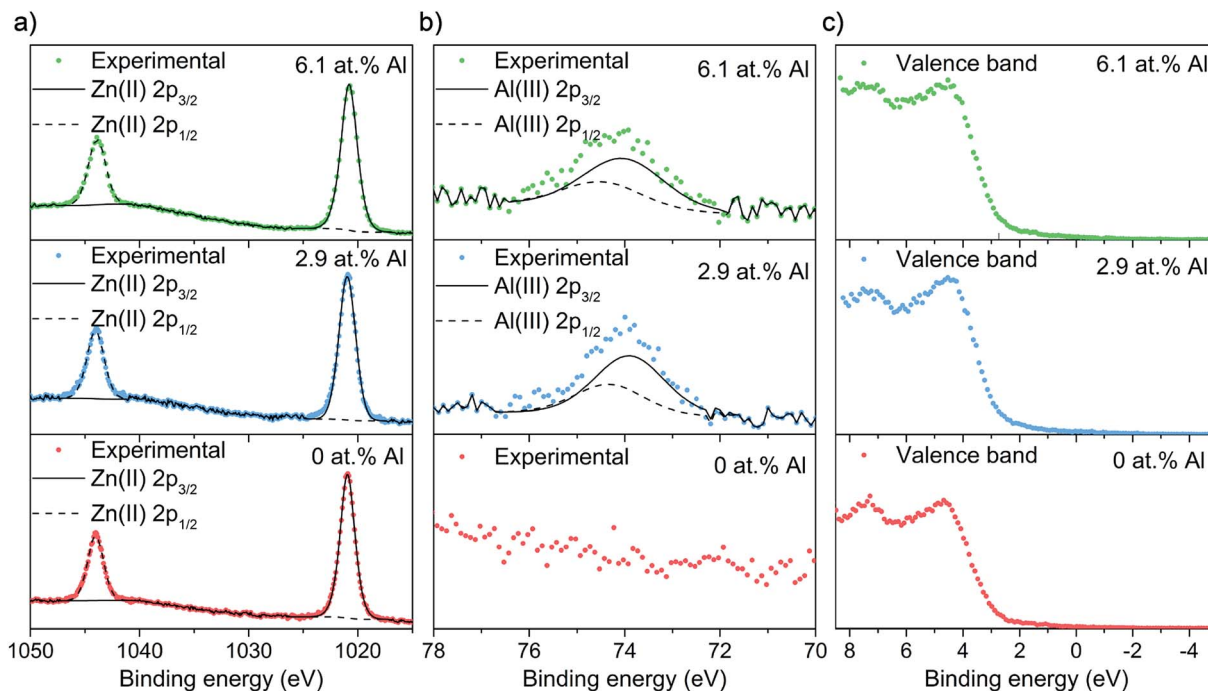 a)
Experimental
6.1 at.% Al
Zn(II) 2p3/2
Zn(II) 2p1/2
Experimental
2.9 at.% Al
Zn(II) 2p3/2
Zn(II) 2p1/2
Experimental
0 at.% Al
Zn(II) 2p3/2
Zn(II) 2p1/2
1050 1040 1030 1020
Binding energy (eV)
b)
Experimental
6.1 at.% Al
Al(III) 2p3/2
Al(III) 2p1/2
Experimental
2.9 at.% Al
Al(III) 2p3/2
Al(III) 2p1/2
Experimental
0 at.% Al
78 76 74 72 70
Binding energy (eV)
c)
Valence band
6.1 at.% Al
Valence band
2.9 at.% Al
Valence band
0 at.% Al
8 6 4 2 0 -2 -4
Binding energy (eV)